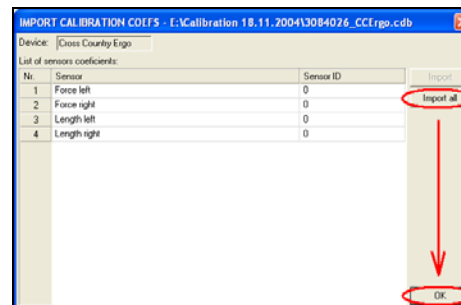 IMPORT CALIBRATION COEFS - E:\Calibration 18.11.2004\3084026_CCErgo.cdb
Device: Cross Country Ergo
List of sensors coeficients:
Nr. Sensor Sensor ID Import
1 Force left 0 Import all
2 Force right 0
3 Length left 0
4 Length right 0
OK